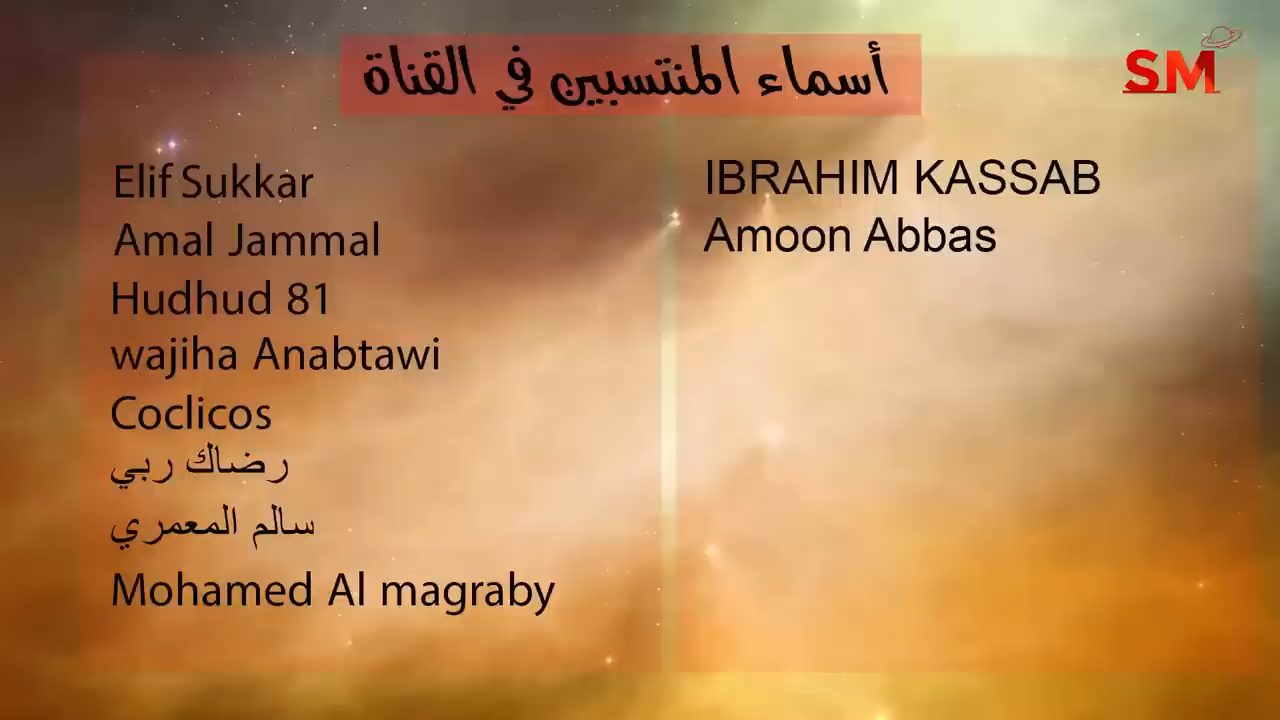 أسماء المنتسبين في القناة
SM
Elif Sukkar
Amal Jammal
Hudhud 81
wajiha Anabtawi
Coclicos
رضاك ربي
سالم المعمري
Mohamed Al magraby
IBRAHIM KASSAB
Amoon Abbas